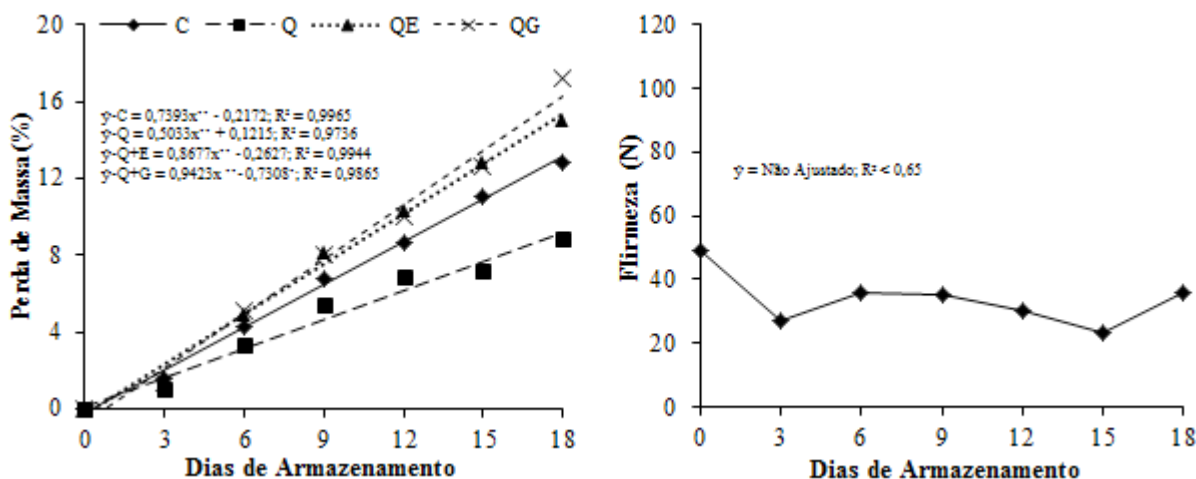 C Q QE QG
ŷ-C = 0,7393x** - 0,2172; R² = 0,9965
ŷ-Q = 0,5033x** + 0,1215; R² = 0,9736
ŷ-Q+E = 0,8677x** - 0,2627; R² = 0,9944
ŷ-Q+G = 0,9423x ** - 0,7308*; R² = 0,9865
Perda de Massa (%)
20
16
12
8
4
0
0 3 6 9 12 15 18
Dias de Armazenamento
Flirmeza (N)
120
100
80
60
40
20
0
ŷ = Não Ajustado; R² < 0,65
0 3 6 9 12 15 18
Dias de Armazenamento